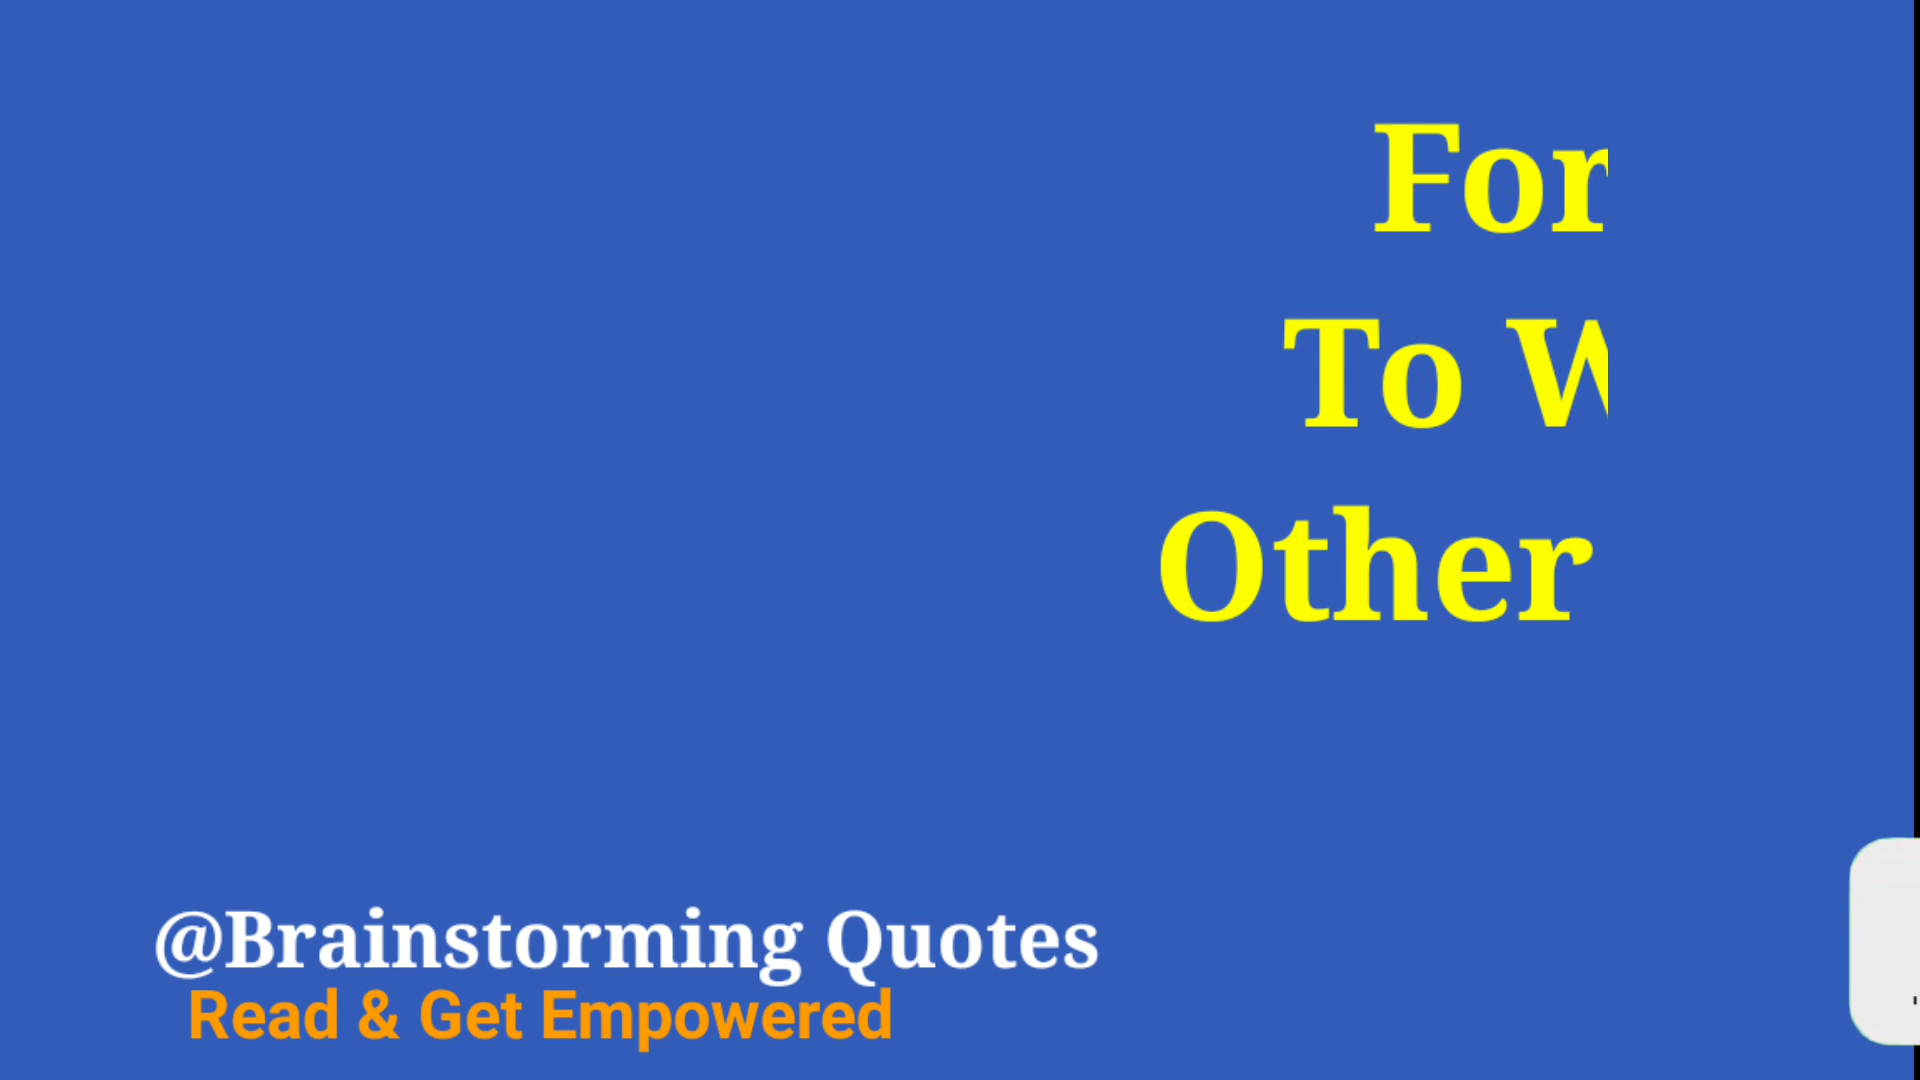 For
To W
Other
@Brainstorming Quotes
Read & Get Empowered